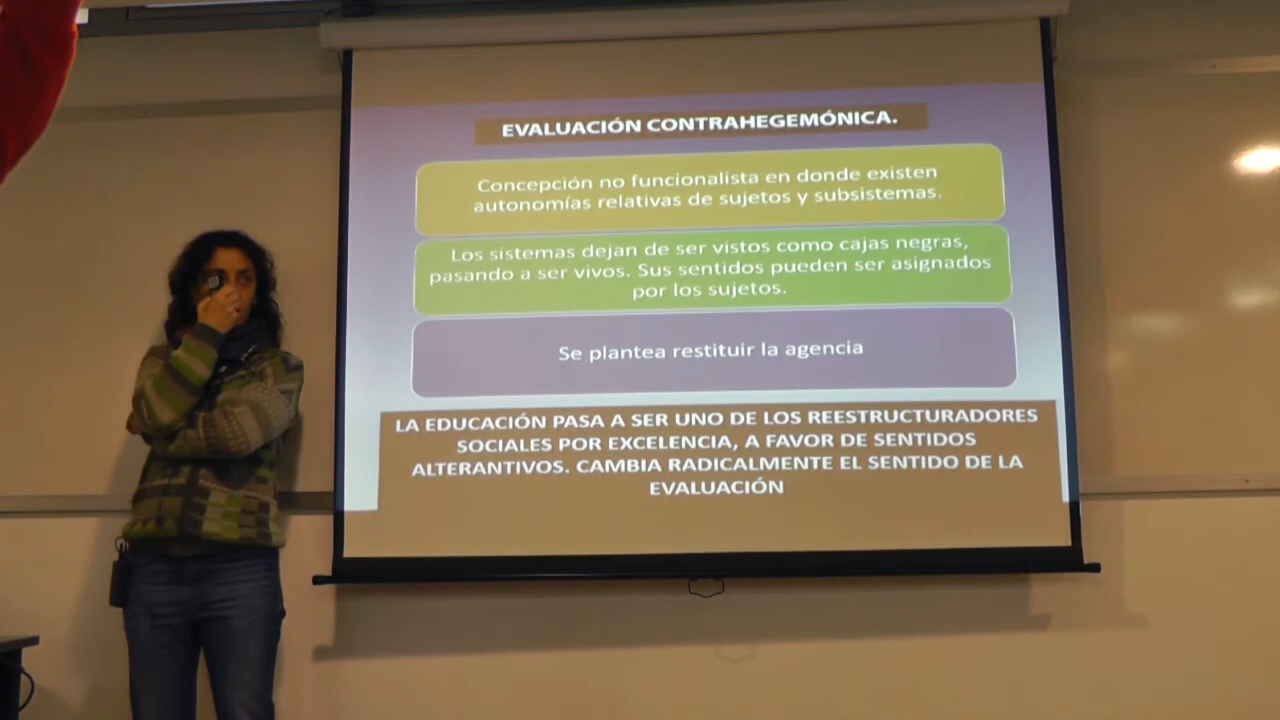 EVALUACIÓN CONTRAHEGEMÓNICA.
Concepción no funcionalista en donde existen
autonomías relativas de sujetos y subsistemas.
Los sistemas dejan de ser vistos como cajas negras,
pasando a ser vivos. Sus sentidos pueden ser asignados
por los sujetos.
Se plantea restituir la agencia
LA EDUCACIÓN PASA A SER UNO DE LOS REESTRUCTURADORES
SOCIALES POR EXCELENCIA, A FAVOR DE SENTIDOS
ALTERANTIVOS. CAMBIA RADICALMENTE EL SENTIDO DE LA
EVALUACIÓN